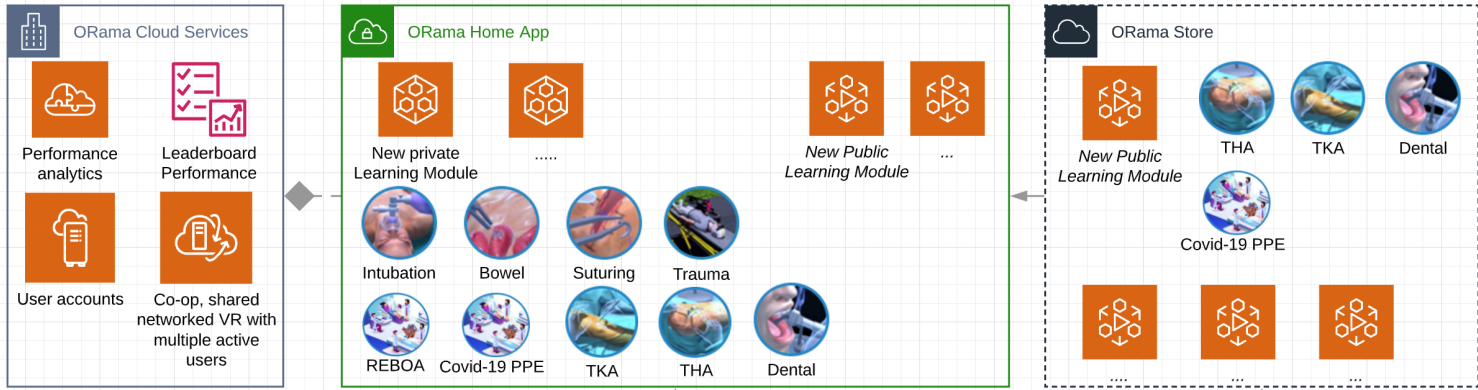 ORama Cloud Services
Performance
analytics
Leaderboard
Performance
User accounts
Co-op, shared
networked VR with
multiple active
users
ORama Home App
New private
Learning Module
.....
New Public
Learning Module
...
Intubation
Bowel
Suturing
Trauma
REBOA
Covid-19 PPE
TKA
THA
Dental
ORama Store
New Public
Learning Module
THA
TKA
Dental
Covid-19 PPE
....
...
...